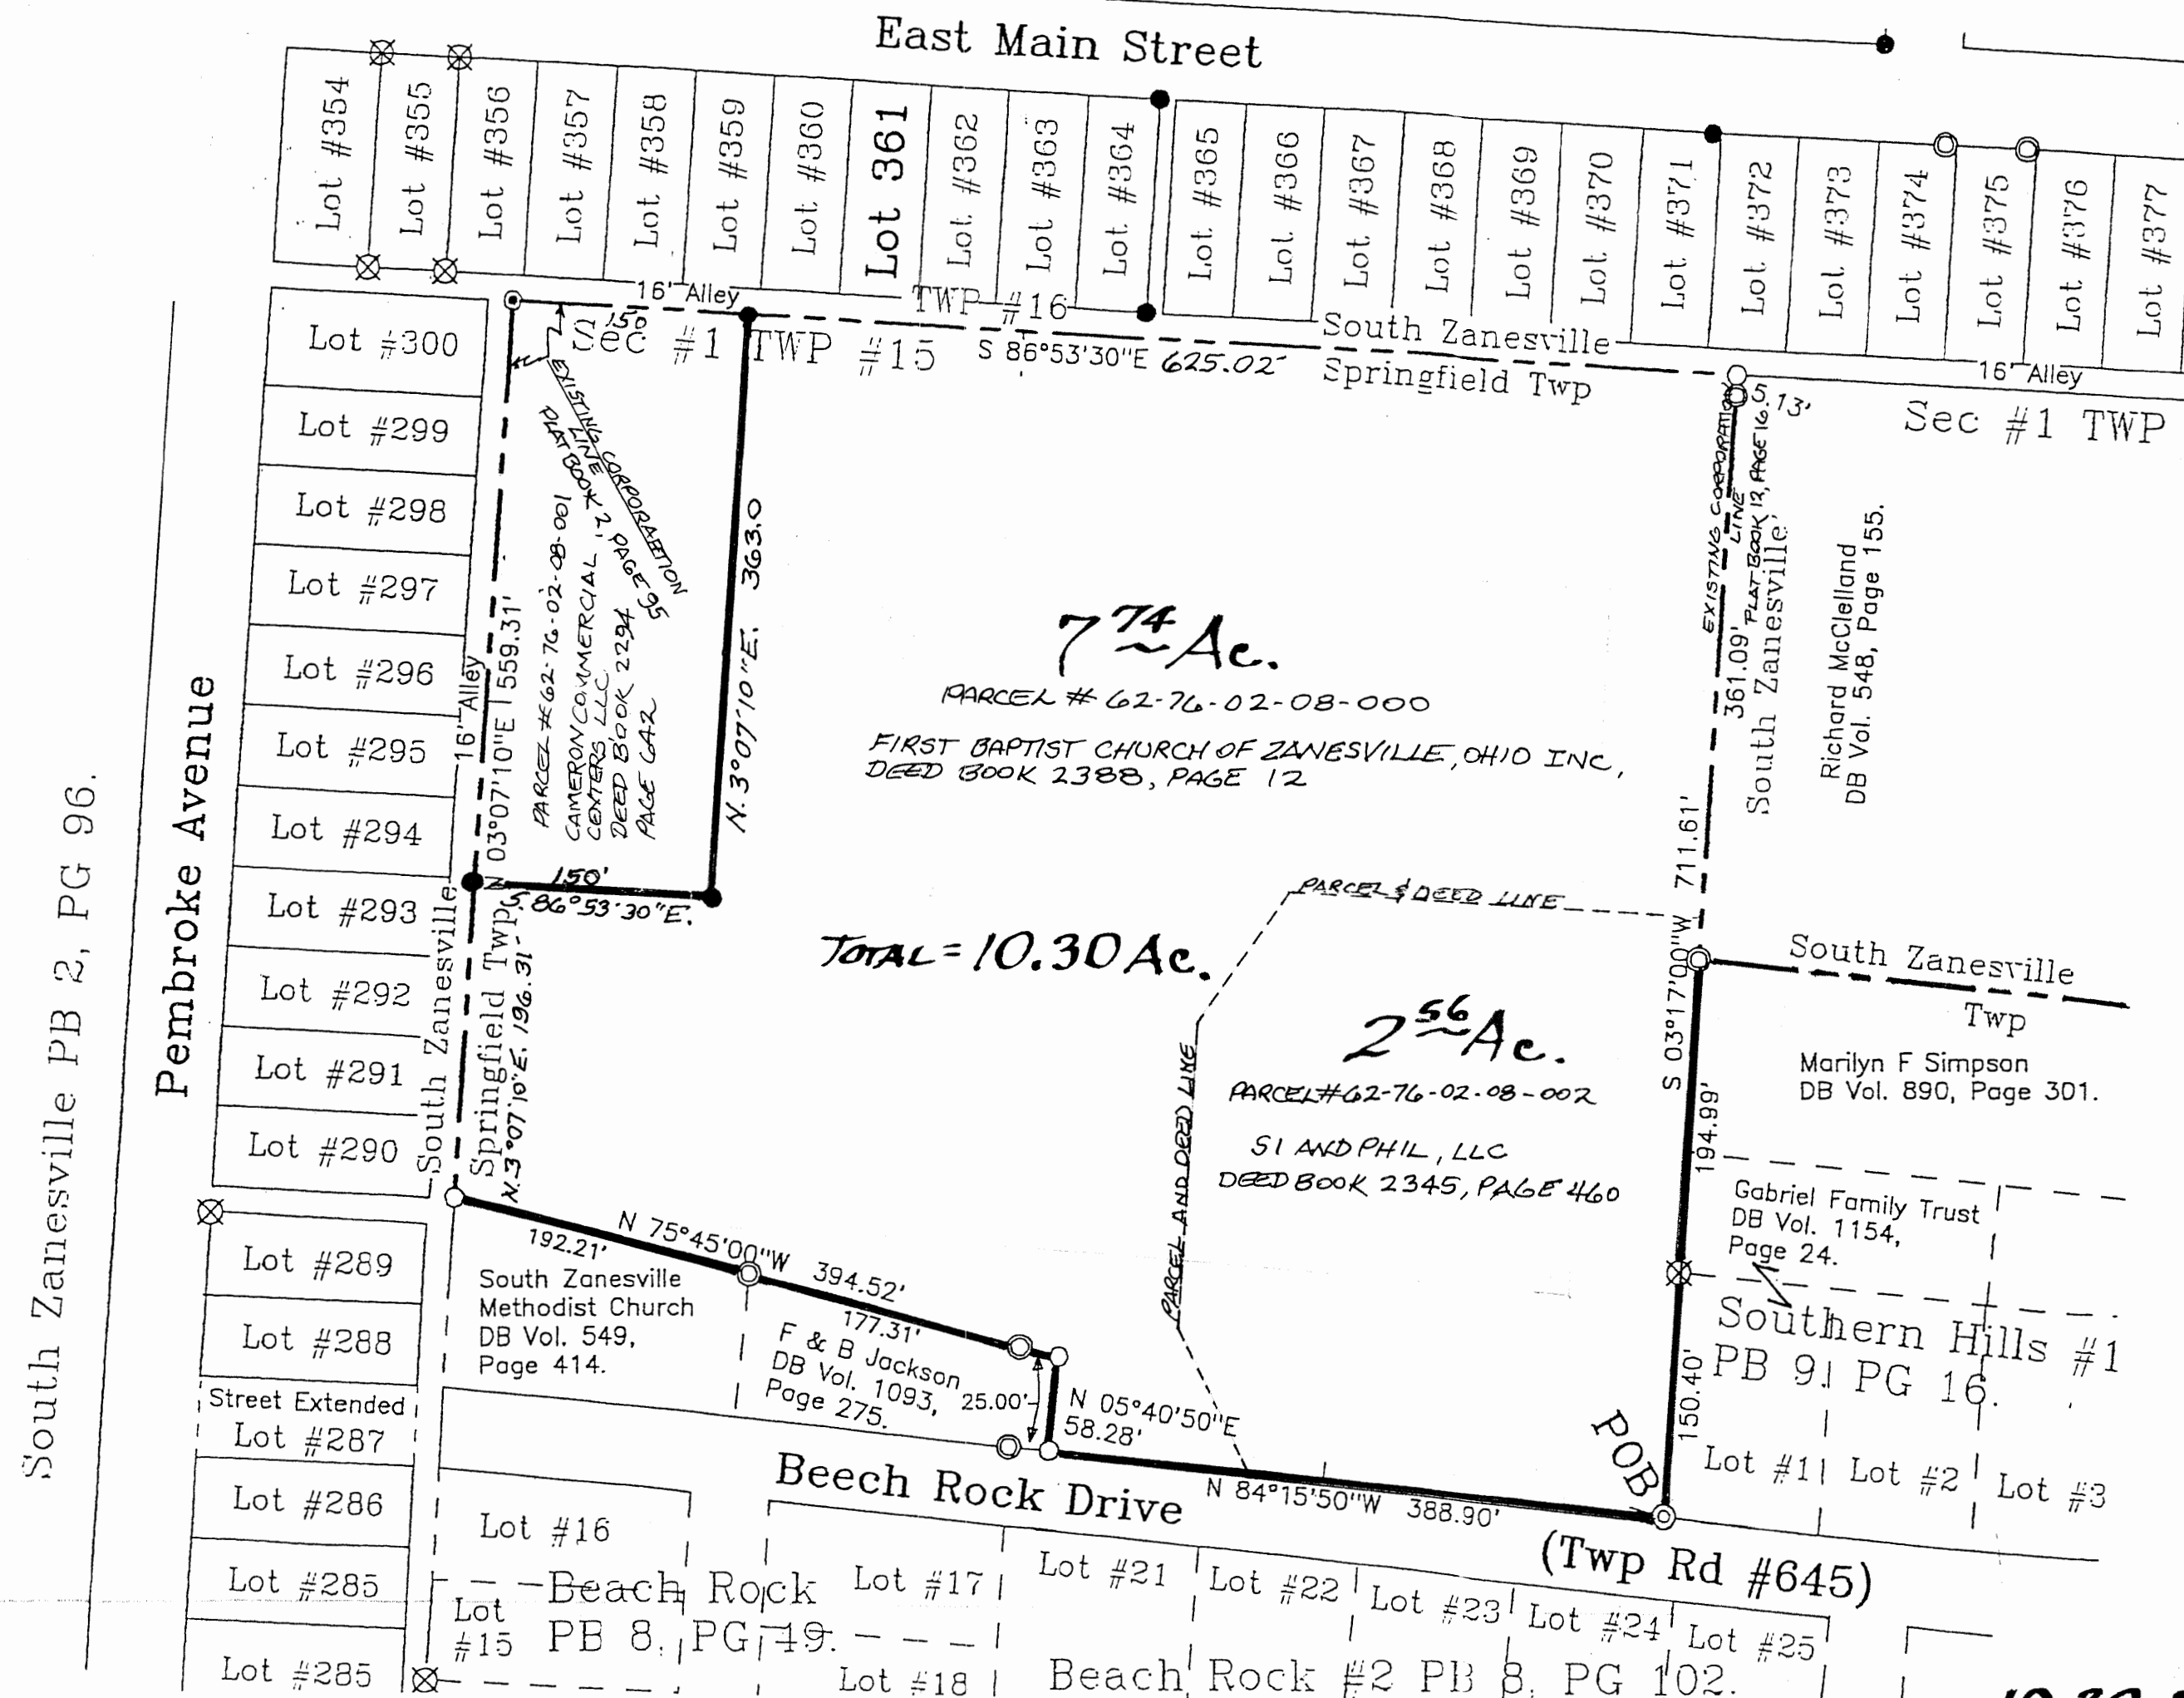 East Main Street
Lot #354
Lot #355
Lot #356
Lot #357
Lot #358
Lot #359
Lot #360
Lot 361
Lot #362
Lot #363
Lot #364
Lot #365
Lot #366
Lot #367
Lot #368
Lot #369
Lot #370
Lot #371
Lot #372
Lot #373
Lot #374
Lot #375
Lot #376
Lot #377
16' Alley
TWP #16
150
Sec #1 TWP #15
S 86°53'30"E 625.02'
South Zanesville
Springfield Twp
16' Alley
5.13'
Sec #1 TWP
Lot #300
Lot #299
Lot #298
Lot #297
Lot #296
Lot #295
Lot #294
Lot #293
Lot #292
Lot #291
Lot #290
Lot #289
Lot #288
Street Extended
Lot #287
Lot #286
Lot #285
Lot #285
South Zanesville PB 2, PG 96.
Pembroke Avenue
16' Alley
N 03°07'10"E 559.31'
EXISTING CORPORATION
LINE
PLAT BOOK "2" PAGE 95
PARCEL #62-76-02-08-001
CAMERON COMMERCIAL
CENTERS LLC
DEED BOOK 2294
PAGE 642
N. 3°07'10"E. 363.0
150'
S. 86°53'30"E.
South Zanesville
Springfield Twp
N. 3°07'10"E. 196.31'
7 74 Ac.
PARCEL # 62-76-02-08-000
FIRST BAPTIST CHURCH OF ZANESVILLE, OHIO INC,
DEED BOOK 2388, PAGE 12
TOTAL = 10.30 Ac.
PARCEL & DEED LINE
PARCEL AND DEED LINE
2 56 Ac.
PARCEL#62-76-02-08-002
SI AND PHIL, LLC
DEED BOOK 2345, PAGE 460
EXISTING CORPORATION
LINE
PLAT BOOK 12, PAGE 16
361.09'
South Zanesville
Richard McClelland
DB Vol. 548, Page 155.
S 03°17'00"W 711.61'
South Zanesville
Twp
Marilyn F Simpson
DB Vol. 890, Page 301.
194.99'
Gabriel Family Trust
DB Vol. 1154,
Page 24.
Southern Hills #1
PB 9 PG 16.
150.40'
POB
Lot #1
Lot #2
Lot #3
N 75°45'00"W 394.52'
192.21'
177.31'
South Zanesville
Methodist Church
DB Vol. 549,
Page 414.
F & B Jackson
DB Vol. 1093,
Page 275.
25.00'
N 05°40'50"E
58.28'
Beech Rock Drive
N 84°15'50"W 388.90'
(Twp Rd #645)
Lot #16
Beach Rock
PB 8, PG 49.
Lot
#15
Lot #17
Lot #18
Lot #21
Lot #22
Lot #23
Lot #24
Lot #25
Beach Rock #2 PB 8, PG 102.